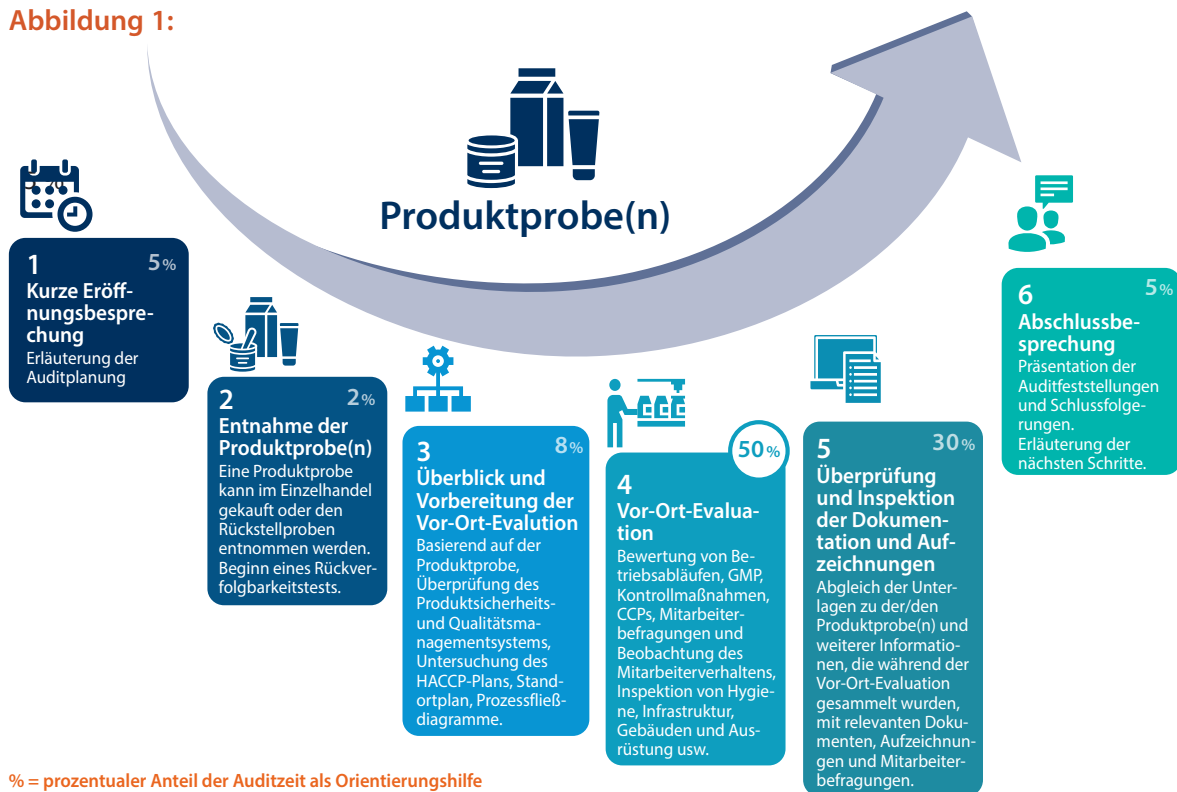 Abbildung 1:
Produktprobe(n)
1
5%
Kurze Eröff-
nungsbespre-
chung
Erläuterung der
Auditplanung
2
2%
Entnahme der
Produktprobe(n)
Eine Produktprobe
kann im Einzelhandel
gekauft oder den
Rückstellproben
entnommen werden.
Beginn eines Rückver-
folgbarkeitstests.
3
8%
Überblick und
Vorbereitung der
Vor-Ort-Evalution
Basierend auf der
Produktprobe,
Überprüfung des
Produktsicherheits-
und Qualitätsma-
nagementsystems,
Untersuchung des
HACCP-Plans, Stand-
ortplan, Prozessfließ-
diagramme.
50%
4
Vor-Ort-Evalua-
tion
Bewertung von Be-
triebsabläufen, GMP,
Kontrollmaßnahmen,
CCPs, Mitarbeiter-
befragungen und
Beobachtung des
Mitarbeiterverhaltens,
Inspektion von Hygie-
ne, Infrastruktur,
Gebäuden und Aus-
rüstung usw.
5
30%
Überprüfung
und Inspektion
der Dokumen-
tation und Auf-
zeichnungen
Abgleich der Unter-
lagen zu der/den
Produktprobe(n) und
weiterer Informatio-
nen, die während der
Vor-Ort-Evaluation
gesammelt wurden,
mit relevanten Doku-
menten, Aufzeichnun-
gen und Mitarbeiter-
befragungen.
6
5%
Abschlussbe-
sprechung
Präsentation der
Auditfeststellungen
und Schlussfolge-
rungen.
Erläuterung der
nächsten Schritte.
% = prozentualer Anteil der Auditzeit als Orientierungshilfe